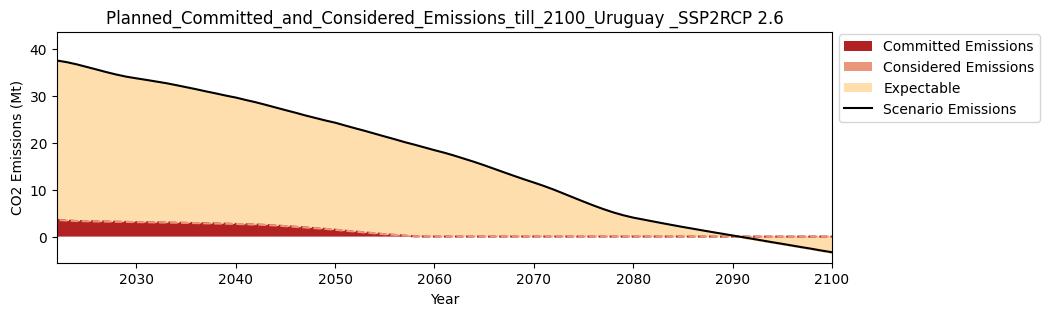 Planned_Committed_and_Considered_Emissions_till_2100_Uruguay _SSP2RCP 2.6
Committed Emissions
Considered Emissions
Expectable
Scenario Emissions
CO2 Emissions (Mt)
40
30
20
10
0
2030 2040 2050 2060 2070 2080 2090 2100
Year